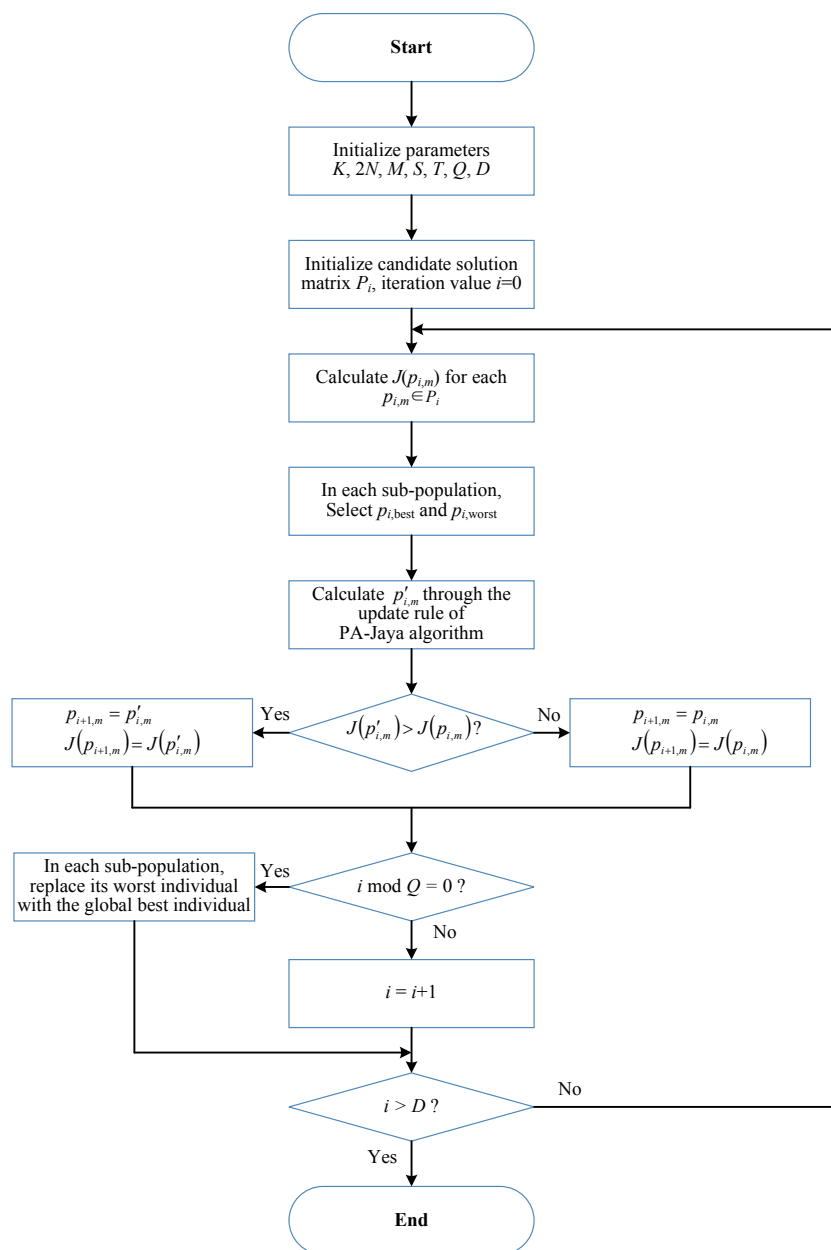 Start
Initialize parameters
K, 2N, M, S, T, Q, D
Initialize candidate solution
matrix P_i, iteration value i=0
Calculate J(p_{i,m}) for each
p_{i,m}∈P_i
In each sub-population,
Select p_{i,best} and p_{i,worst}
Calculate p′_{i,m} through the
update rule of
PA-Jaya algorithm
J(p′_{i,m}) > J(p_{i,m}) ?
Yes
No
p_{i+1,m} = p′_{i,m}
J(p_{i+1,m}) = J(p′_{i,m})
p_{i+1,m} = p_{i,m}
J(p_{i+1,m}) = J(p_{i,m})
i mod Q = 0 ?
Yes
In each sub-population,
replace its worst individual
with the global best individual
No
i = i+1
i > D ?
No
Yes
End